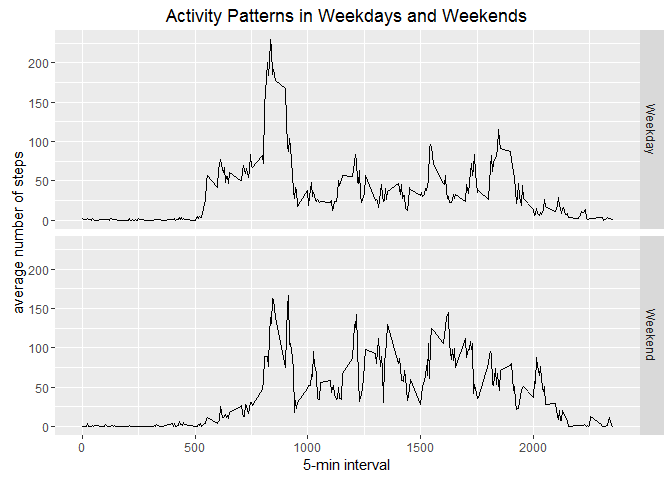 Activity Patterns in Weekdays and Weekends
average number of steps
200
150
100
50
0
Weekday
200
150
100
50
0
Weekend
0 500 1000 1500 2000
5-min interval